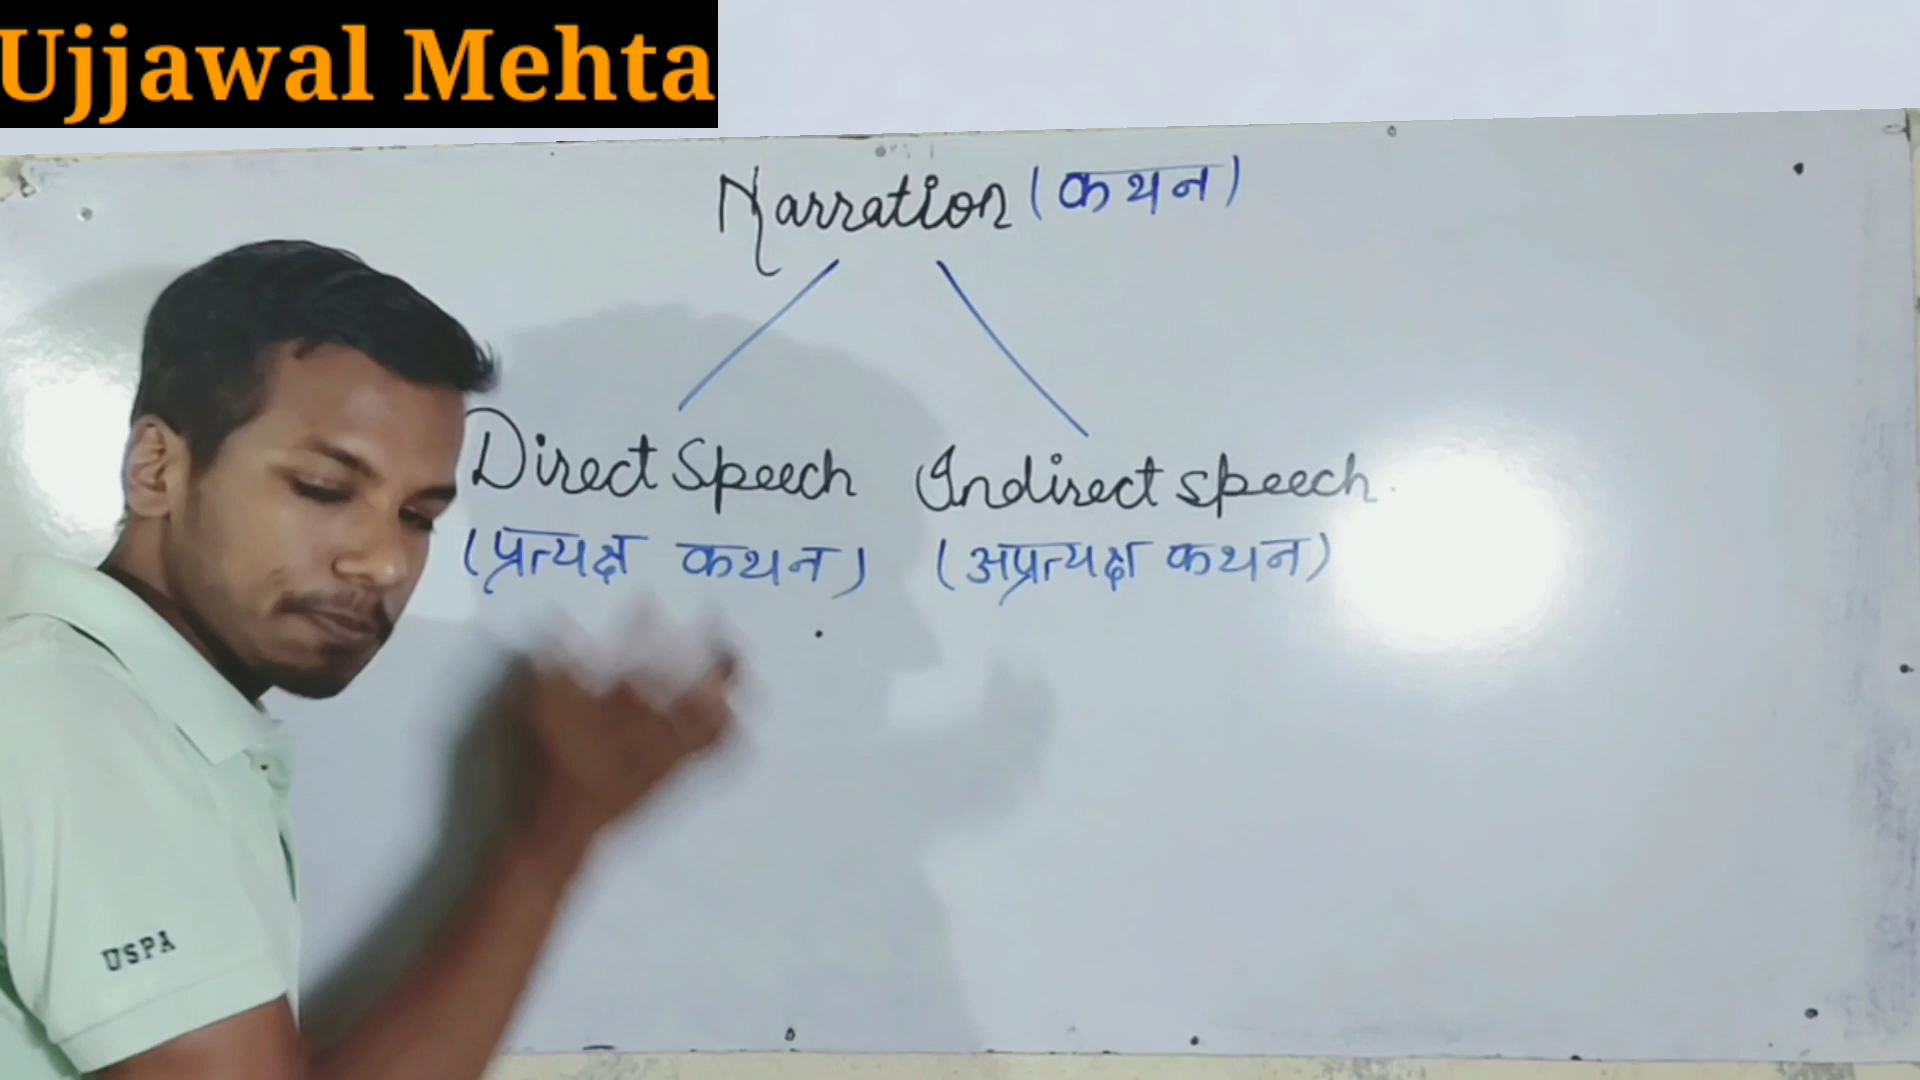 Ujjawal Mehta
Narration (कथन)
Direct Speech Indirect speech
(प्रत्यक्ष कथन) (अप्रत्यक्ष कथन)
USPA